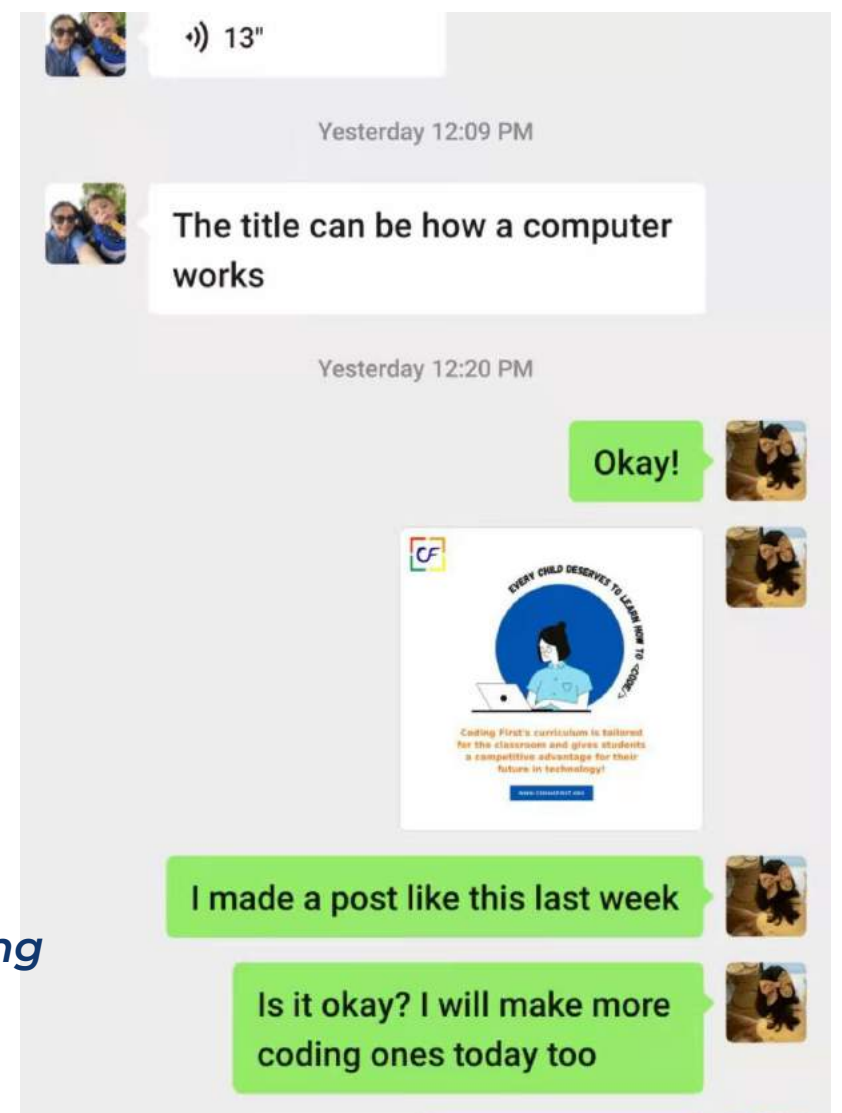 13"
Yesterday 12:09 PM
The title can be how a computer
works
Yesterday 12:20 PM
Okay!
CF
EVERY CHILD DESERVES TO LEARN HOW TO <CODE/>
Coding First's curriculum is tailored
for the classroom and gives students
a competitive advantage for their
future in technology!
WWW.CODINGFIRST.ORG
I made a post like this last week
ng
Is it okay? I will make more
coding ones today too